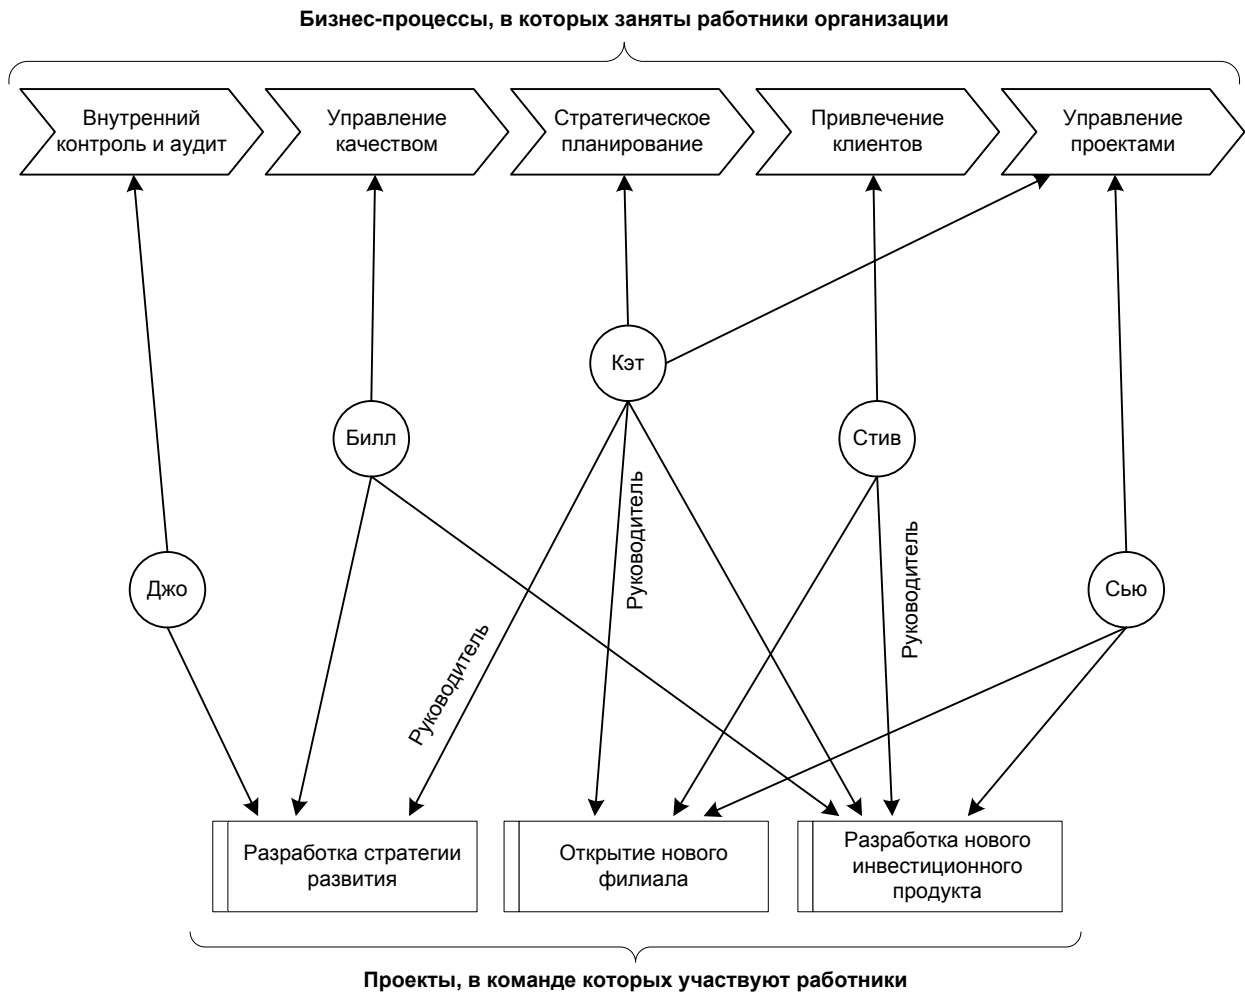 Бизнес-процессы, в которых заняты работники организации
Внутренний
контроль и аудит
Управление
качеством
Стратегическое
планирование
Привлечение
клиентов
Управление
проектами
Кэт
Билл
Стив
Джо
Сью
Руководитель
Руководитель
Руководитель
Разработка стратегии
развития
Открытие нового
филиала
Разработка нового
инвестиционного
продукта
Проекты, в команде которых участвуют работники